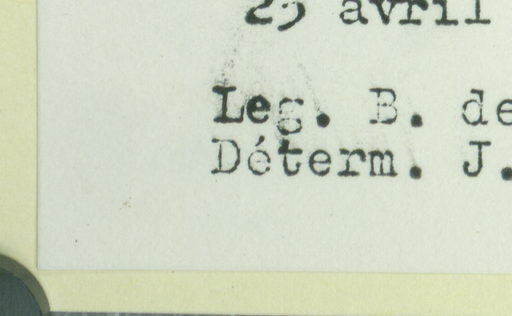 25 avril
Leg. B. de
Déterm. J.